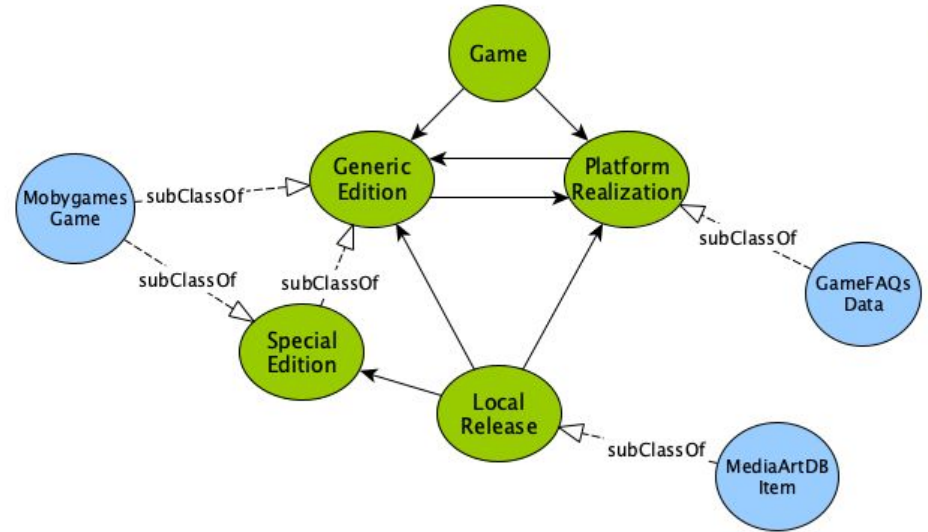 Game
Generic
Edition
Platform
Realization
Mobygames
Game
subClassOf
subClassOf
subClassOf
subClassOf
GameFAQs
Data
Special
Edition
Local
Release
subClassOf
MediaArtDB
Item